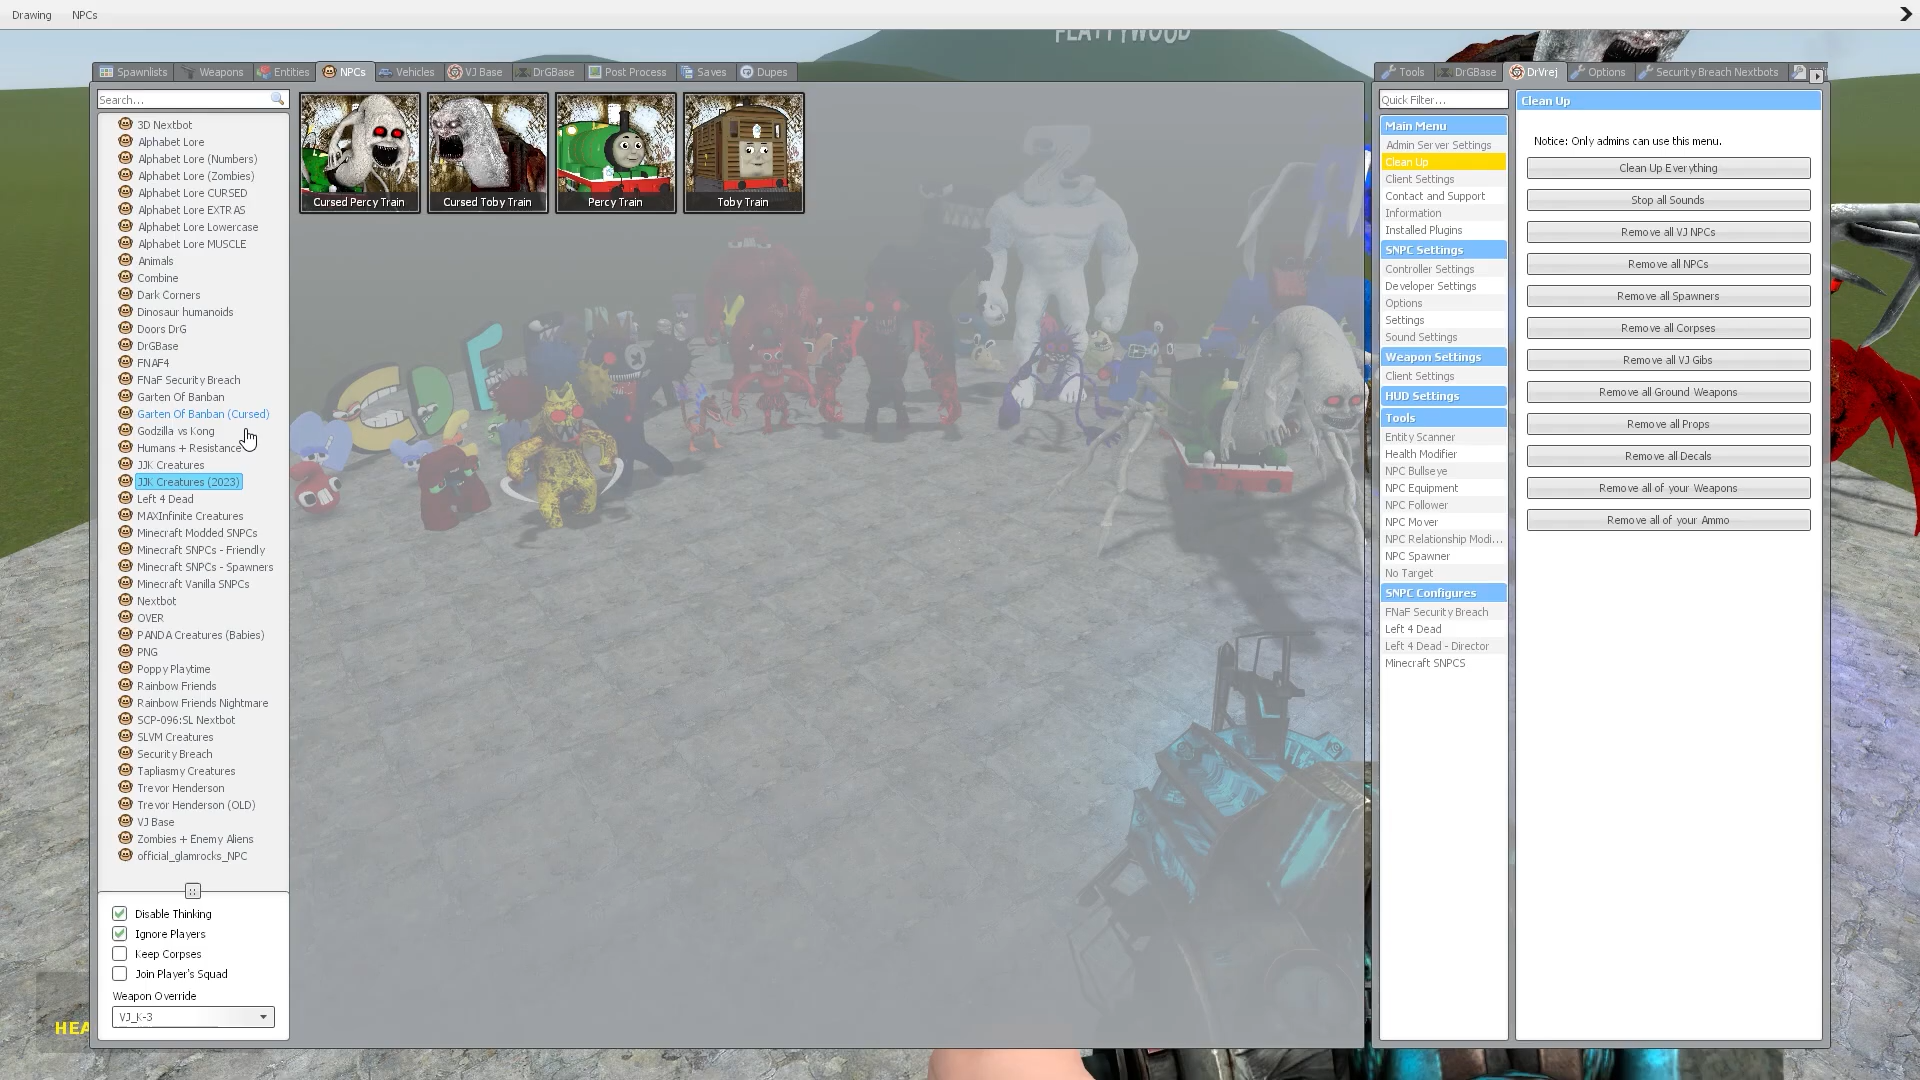 Drawing NPCs
FLATTYWOOD
Spawnlists Weapons Entities NPCs Vehicles VJ Base DrGBase Post Process Saves Dupes
Search...
3D Nextbot
Alphabet Lore
Alphabet Lore (Numbers)
Alphabet Lore (Zombies)
Alphabet Lore CURSED
Alphabet Lore EXTRAS
Alphabet Lore Lowercase
Alphabet Lore MUSCLE
Animals
Combine
Dark Corners
Dinosaur humanoids
Doors DrG
DrGBase
FNAF4
FNaF Security Breach
Garten Of Banban
Garten Of Banban (Cursed)
Godzilla vs Kong
Humans + Resistance
JJK Creatures
JJK Creatures (2023)
Left 4 Dead
MAXInfinite Creatures
Minecraft Modded SNPCs
Minecraft SNPCs - Friendly
Minecraft SNPCs - Spawners
Minecraft Vanilla SNPCs
Nextbot
OVER
PANDA Creatures (Babies)
PNG
Poppy Playtime
Rainbow Friends
Rainbow Friends Nightmare
SCP-096:SL Nextbot
SLVM Creatures
Security Breach
Tapliasmy Creatures
Trevor Henderson
Trevor Henderson (OLD)
VJ Base
Zombies + Enemy Aliens
official_glamrocks_NPC
Disable Thinking
Ignore Players
Keep Corpses
Join Player's Squad
Weapon Override
VJ_K-3
HEA
Cursed Percy Train
Cursed Toby Train
Percy Train
Toby Train
Tools DrGBase DrVrej Options Security Breach Nextbots
Quick Filter...
Main Menu
Admin Server Settings
Clean Up
Client Settings
Contact and Support
Information
Installed Plugins
SNPC Settings
Controller Settings
Developer Settings
Options
Settings
Sound Settings
Weapon Settings
Client Settings
HUD Settings
Tools
Entity Scanner
Health Modifier
NPC Bullseye
NPC Equipment
NPC Follower
NPC Mover
NPC Relationship Modi...
NPC Spawner
No Target
SNPC Configures
FNaF Security Breach
Left 4 Dead
Left 4 Dead - Director
Minecraft SNPCS
Clean Up
Notice: Only admins can use this menu.
Clean Up Everything
Stop all Sounds
Remove all VJ NPCs
Remove all NPCs
Remove all Spawners
Remove all Corpses
Remove all VJ Gibs
Remove all Ground Weapons
Remove all Props
Remove all Decals
Remove all of your Weapons
Remove all of your Ammo